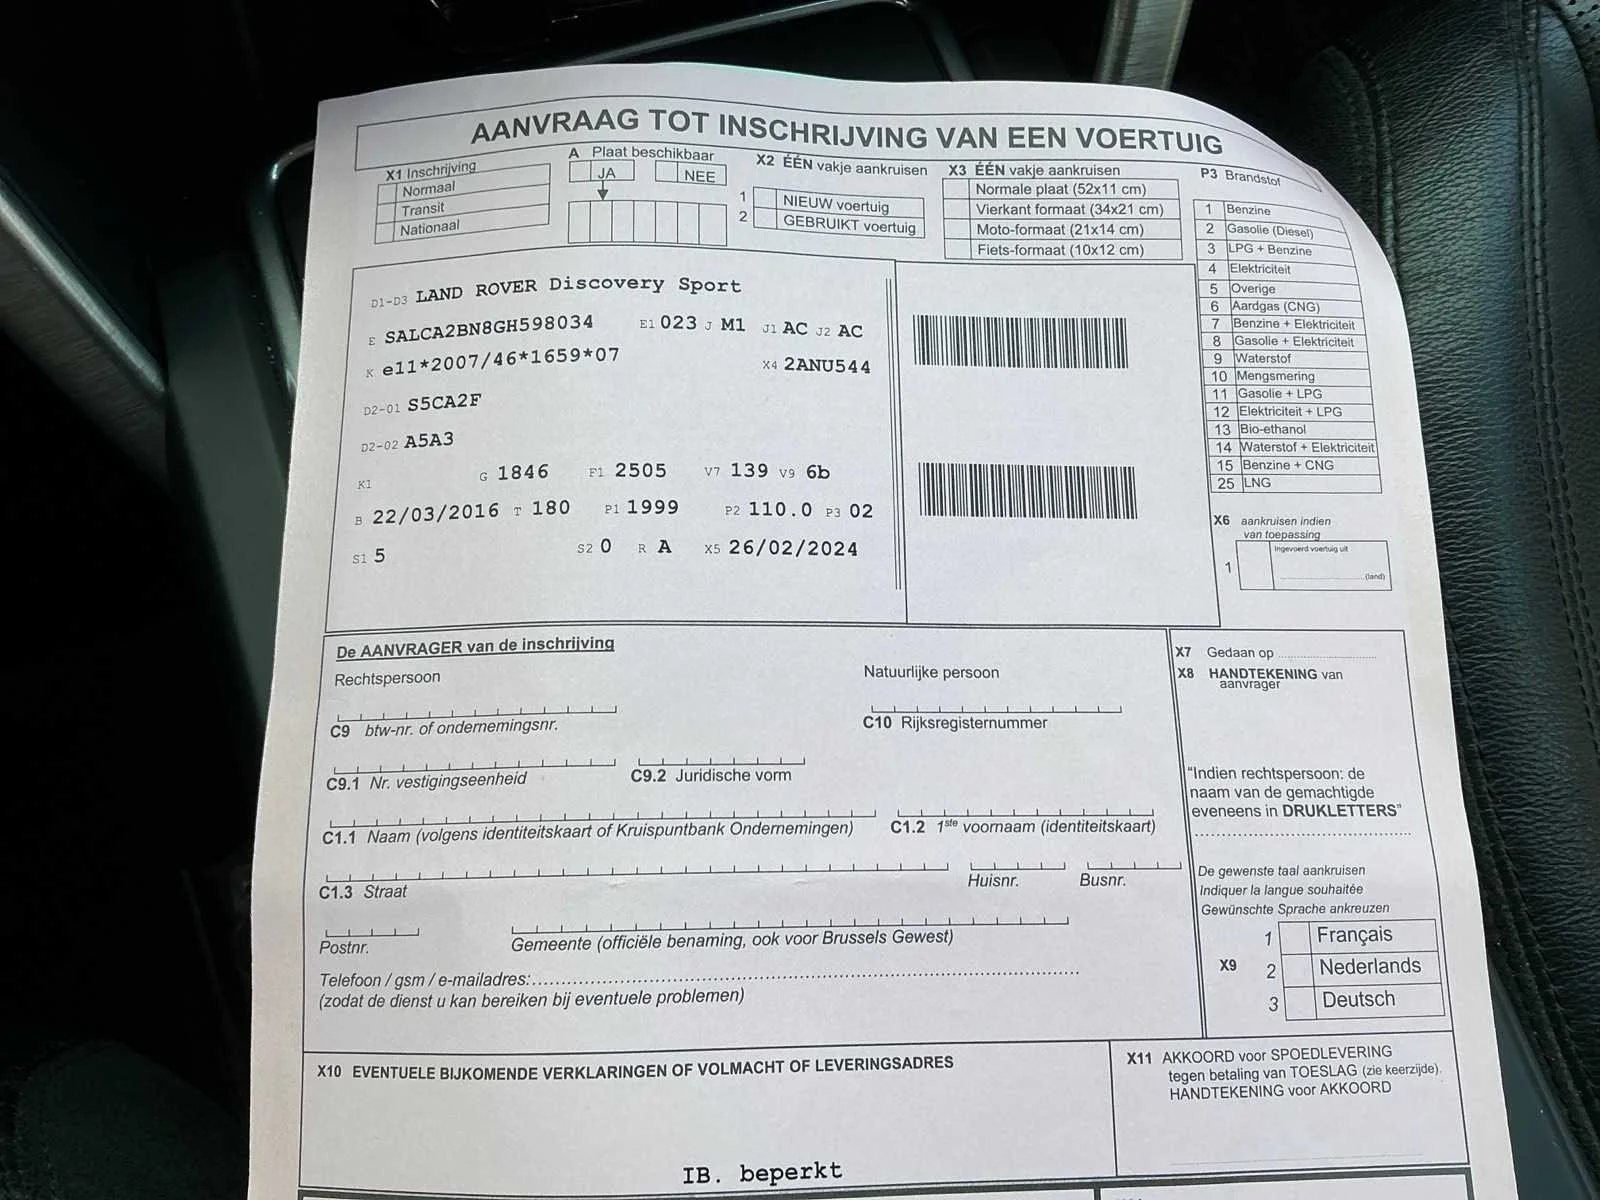 AANVRAAG TOT INSCHRIJVING VAN EEN VOERTUIG
X1 Inschrijving
Normaal
Transit
Nationaal
A Plaat beschikbaar
JA NEE
X2 ÉÉN vakje aankruisen
1 NIEUW voertuig
2 GEBRUIKT voertuig
X3 ÉÉN vakje aankruisen
Normale plaat (52x11 cm)
Vierkant formaat (34x21 cm)
Moto-formaat (21x14 cm)
Fiets-formaat (10x12 cm)
P3 Brandstof
1 Benzine
2 Gasolie (Diesel)
3 LPG + Benzine
4 Elektriciteit
5 Overige
6 Aardgas (CNG)
7 Benzine + Elektriciteit
8 Gasolie + Elektriciteit
9 Waterstof
10 Mengsmering
11 Gasolie + LPG
12 Elektriciteit + LPG
13 Bio-ethanol
14 Waterstof + Elektriciteit
15 Benzine + CNG
25 LNG
D1-D3 LAND ROVER Discovery Sport
E SALCA2BN8GH598034 E1 023 J M1 J1 AC J2 AC
K e11*2007/46*1659*07 X4 2ANU544
D2-01 S5CA2F
D2-02 A5A3
K1 G 1846 F1 2505 V7 139 V9 6b
B 22/03/2016 T 180 P1 1999 P2 110.0 P3 02
S1 5 S2 0 R A X5 26/02/2024
X6 aankruisen indien
van toepassing
1 Ingevoerd voertuig uit
(land)
De AANVRAGER van de inschrijving
Rechtspersoon Natuurlijke persoon
C9 btw-nr. of ondernemingsnr. C10 Rijksregisternummer
C9.1 Nr. vestigingseenheid C9.2 Juridische vorm
C1.1 Naam (volgens identiteitskaart of Kruispuntbank Ondernemingen) C1.2 1ste voornaam (identiteitskaart)
C1.3 Straat Huisnr. Busnr.
Postnr. Gemeente (officiële benaming, ook voor Brussels Gewest)
Telefoon / gsm / e-mailadres:
(zodat de dienst u kan bereiken bij eventuele problemen)
X7 Gedaan op
X8 HANDTEKENING van
aanvrager
"Indien rechtspersoon: de
naam van de gemachtigde
eveneens in DRUKLETTERS"
De gewenste taal aankruisen
Indiquer la langue souhaitée
Gewünschte Sprache ankreuzen
1 Français
X9 2 Nederlands
3 Deutsch
X10 EVENTUELE BIJKOMENDE VERKLARINGEN OF VOLMACHT OF LEVERINGSADRES
IB. beperkt
X11 AKKOORD voor SPOEDLEVERING
tegen betaling van TOESLAG (zie keerzijde).
HANDTEKENING voor AKKOORD